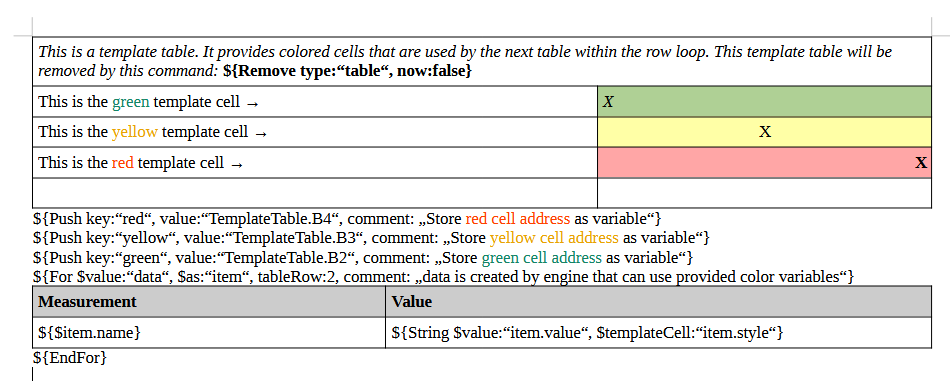 This is a template table. It provides colored cells that are used by the next table within the row loop. This template table will be
removed by this command: ${Remove type:“table“, now:false}
This is the green template cell → X
This is the yellow template cell → X
This is the red template cell → X
${Push key:“red“, value:“TemplateTable.B4“, comment: „Store red cell address as variable“}
${Push key:“yellow“, value:“TemplateTable.B3“, comment: „Store yellow cell address as variable“}
${Push key:“green“, value:“TemplateTable.B2“, comment: „Store green cell address as variable“}
${For $value:“data“, $as:“item“, tableRow:2, comment: „data is created by engine that can use provided color variables“}
Measurement Value
${$item.name} ${String $value:“item.value“, $templateCell:“item.style“}
${EndFor}